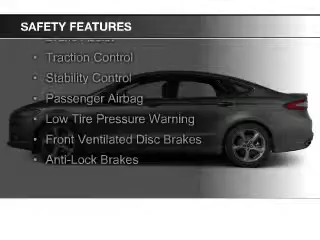 SAFETY FEATURES
• Traction Control
• Stability Control
• Passenger Airbag
• Low Tire Pressure Warning
• Front Ventilated Disc Brakes
• Anti-Lock Brakes